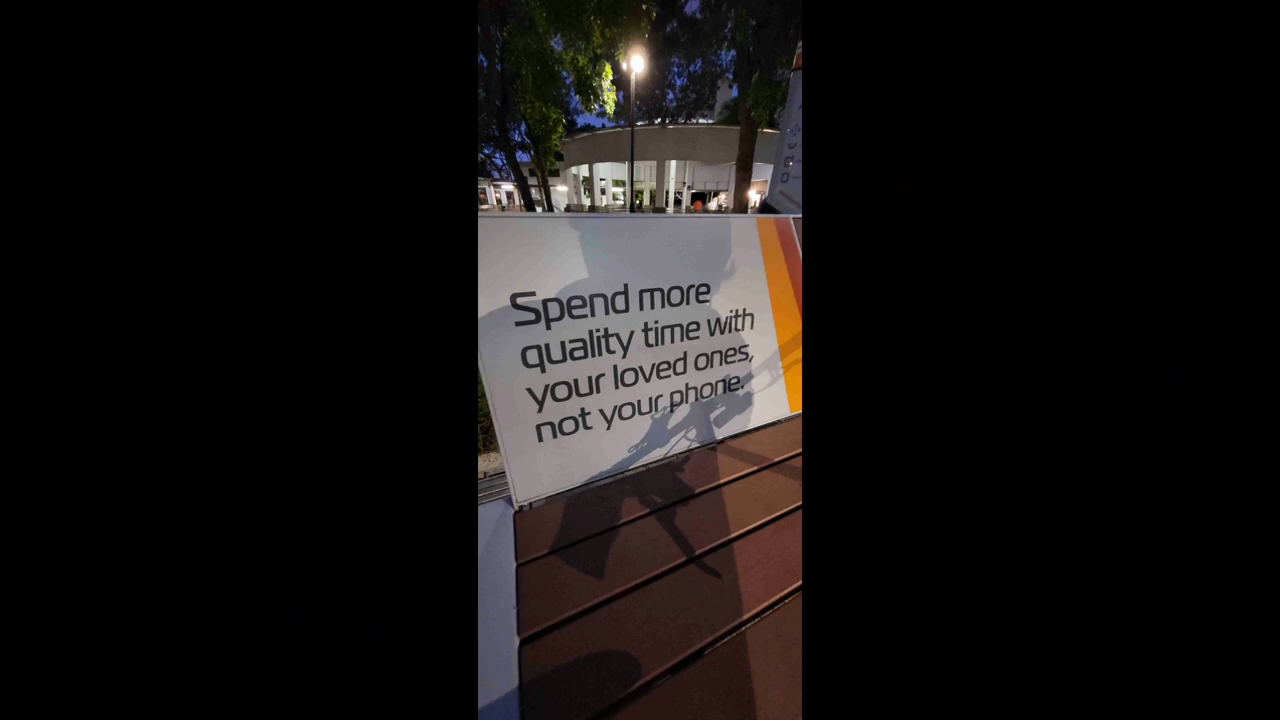 Spend more
quality time with
your loved ones,
not your phone.